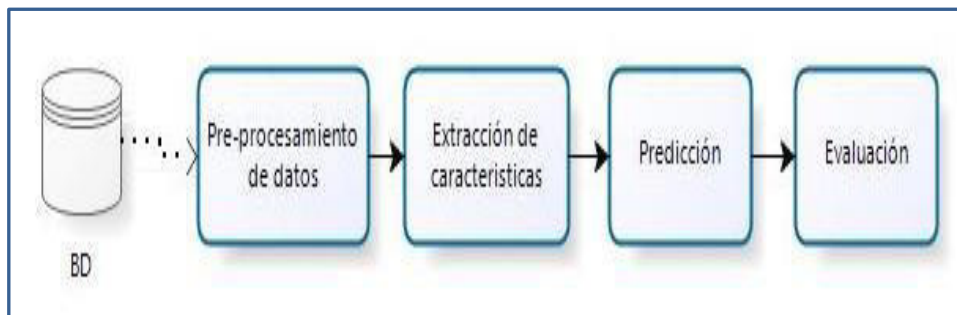 BD
Pre-procesamiento
de datos
Extracción de
caracteristicas
Predicción
Evaluación